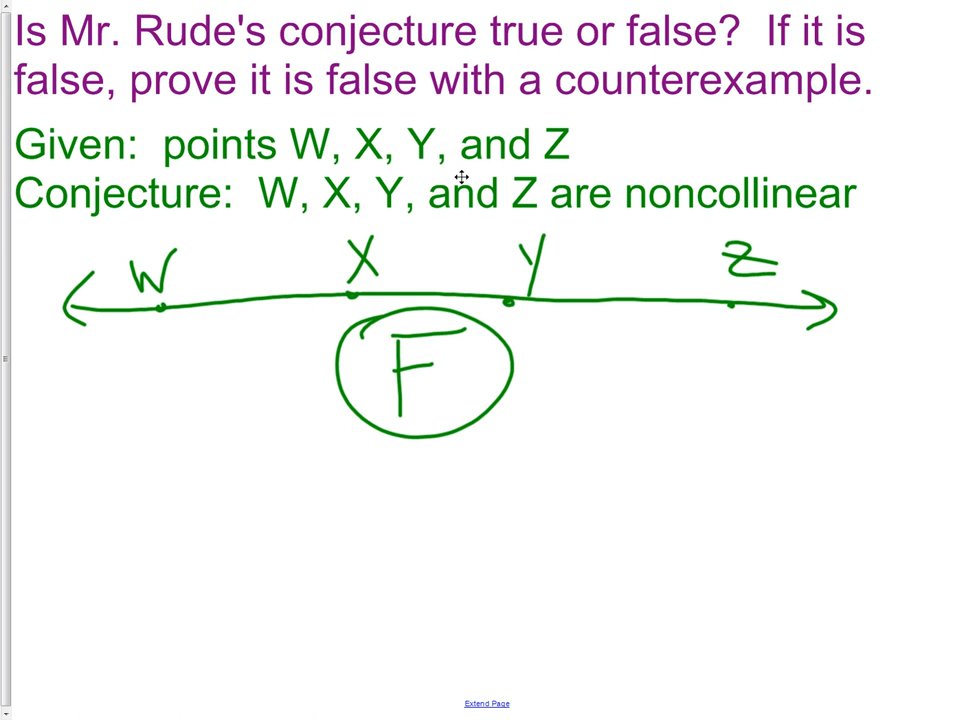 Is Mr. Rude's conjecture true or false?  If it is
false, prove it is false with a counterexample.
Given:  points W, X, Y, and Z
Conjecture:  W, X, Y, and Z are noncollinear
W X Y Z
F
Extend Page